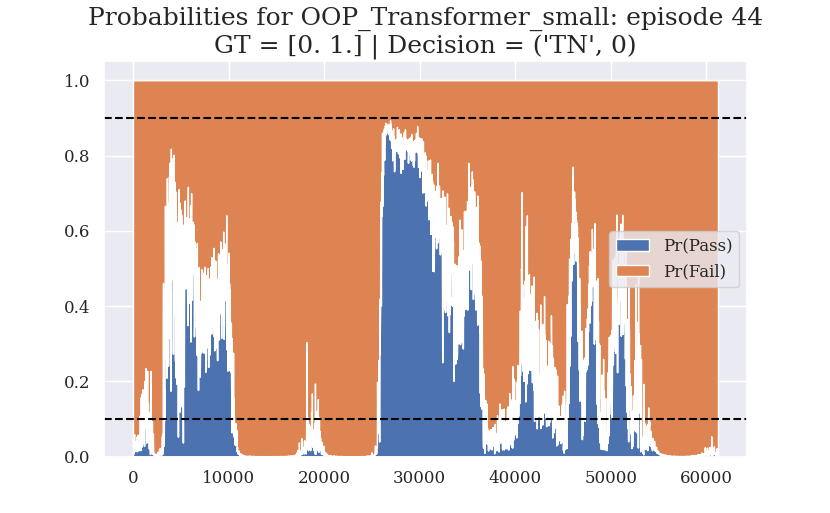 Probabilities for OOP_Transformer_small: episode 44
GT = [0. 1.] | Decision = ('TN', 0)
1.0
0.8
0.6
0.4
0.2
0.0
Pr(Pass)
Pr(Fail)
0 10000 20000 30000 40000 50000 60000